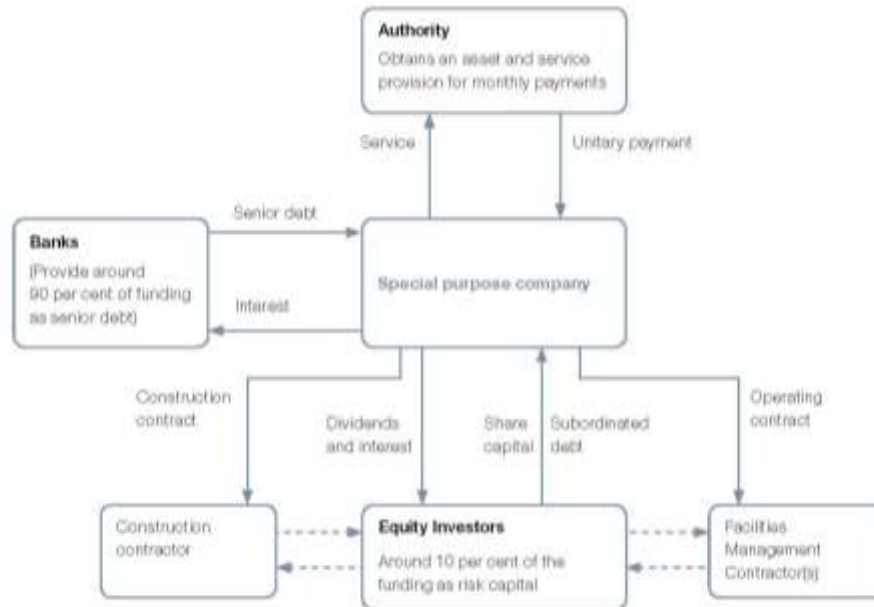 Authority
Obtains an asset and service
provision for monthly payments
Service
Unitary payment
Senior debt
Banks
(Provide around
90 per cent of funding
as senior debt)
Special purpose company
Interest
Construction
contract
Dividends
and interest
Share
capital
Subordinated
debt
Operating
contract
Construction
contractor
Equity Investors
Around 10 per cent of the
funding as risk capital
Facilities
Management
Contractor(s)